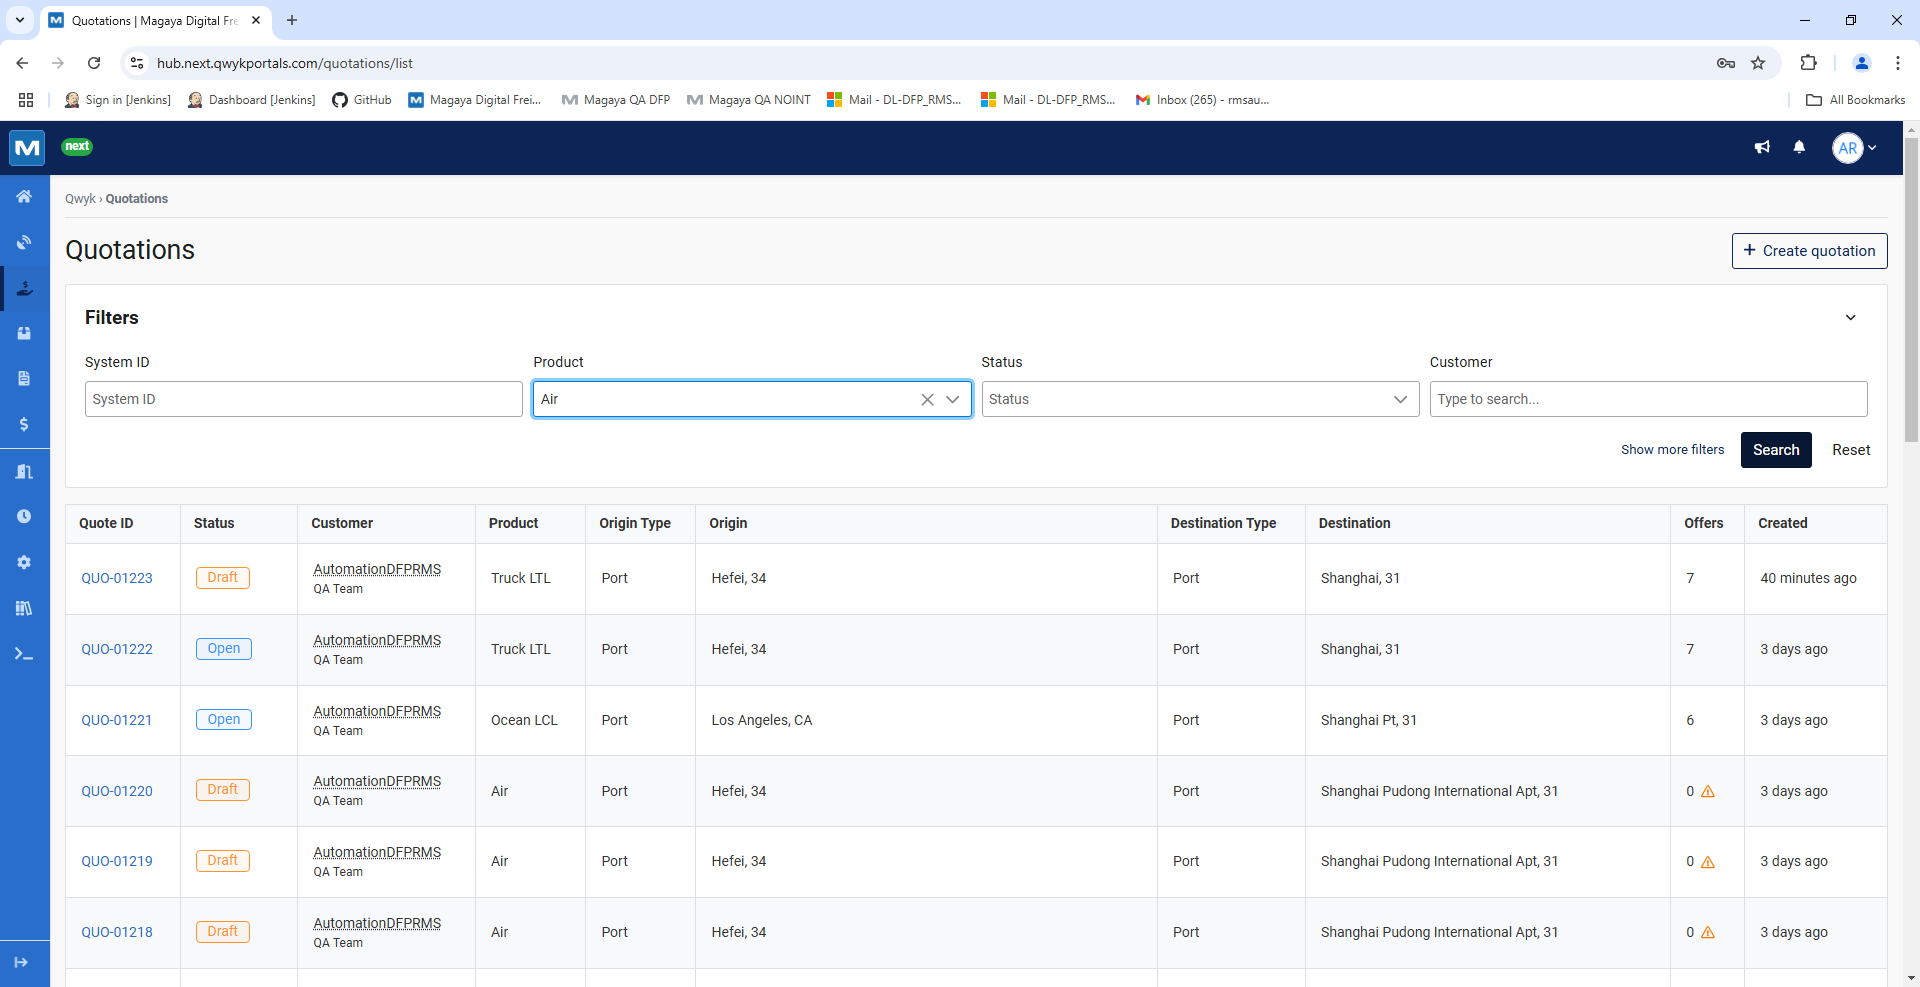 Quotations | Magaya Digital Fre
hub.next.qwykportals.com/quotations/list
Sign in [Jenkins]
Dashboard [Jenkins]
GitHub
Magaya Digital Frei...
Magaya QA DFP
Magaya QA NOINT
Mail - DL-DFP_RMS...
Mail - DL-DFP_RMS...
Inbox (265) - rmsau...
All Bookmarks
next
AR
Qwyk › Quotations
Quotations
+ Create quotation
Filters
System ID
Product
Status
Customer
System ID
Air
Status
Type to search...
Show more filters
Search
Reset
Quote ID Status Customer Product Origin Type Origin Destination Type Destination Offers Created
QUO-01223 Draft AutomationDFPRMS Truck LTL Port Hefei, 34 Port Shanghai, 31 7 40 minutes ago
QA Team
QUO-01222 Open AutomationDFPRMS Truck LTL Port Hefei, 34 Port Shanghai, 31 7 3 days ago
QA Team
QUO-01221 Open AutomationDFPRMS Ocean LCL Port Los Angeles, CA Port Shanghai Pt, 31 6 3 days ago
QA Team
QUO-01220 Draft AutomationDFPRMS Air Port Hefei, 34 Port Shanghai Pudong International Apt, 31 0 3 days ago
QA Team
QUO-01219 Draft AutomationDFPRMS Air Port Hefei, 34 Port Shanghai Pudong International Apt, 31 0 3 days ago
QA Team
QUO-01218 Draft AutomationDFPRMS Air Port Hefei, 34 Port Shanghai Pudong International Apt, 31 0 3 days ago
QA Team